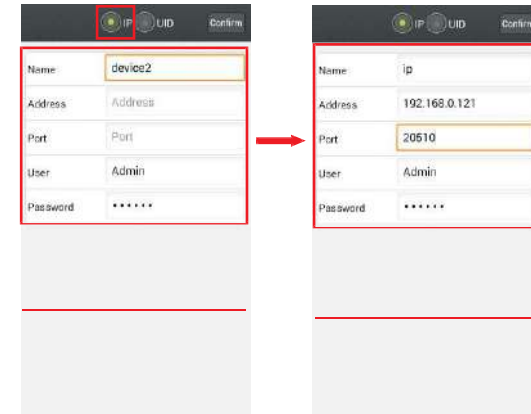 IP UID Confirm
Name device2
Address Address
Port Port
User Admin
Password ••••••
IP UID Confirm
Name ip
Address 192.168.0.121
Port 20510
User Admin
Password ••••••